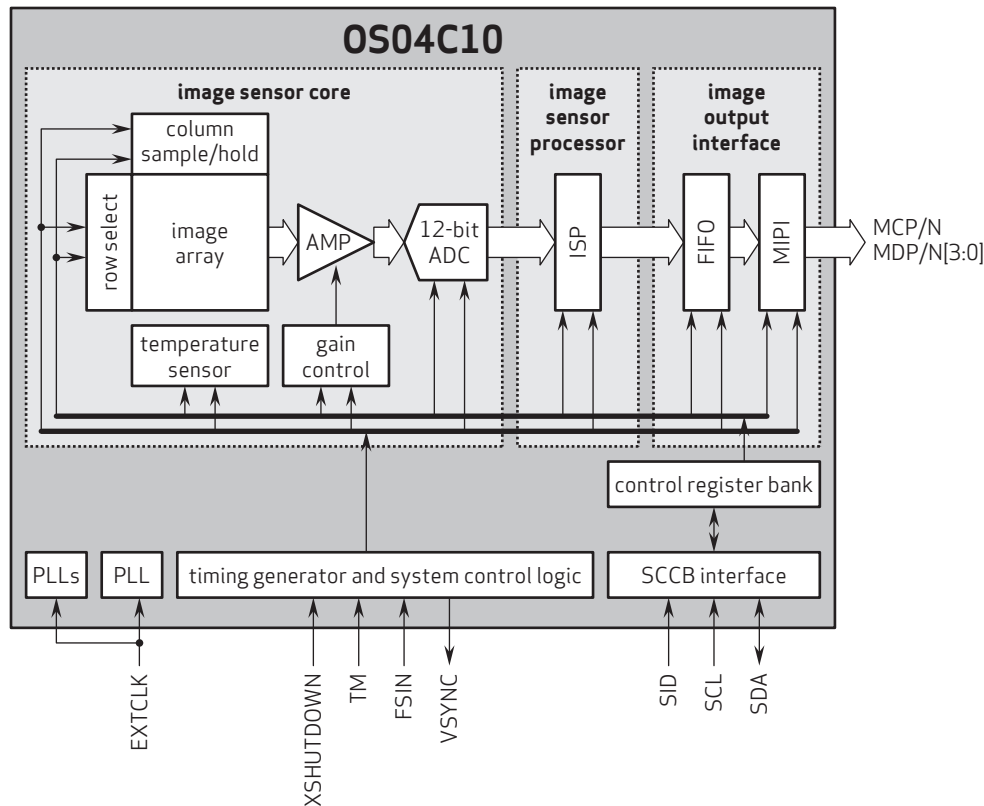 OS04C10
image sensor core
image
sensor
processor
image
output
interface
column
sample/hold
row select
image
array
AMP
12-bit
ADC
ISP
FIFO
MIPI
MCP/N
MDP/N[3:0]
temperature
sensor
gain
control
control register bank
PLLs
PLL
timing generator and system control logic
SCCB interface
EXTCLK
XSHUTDOWN
TM
FSIN
VSYNC
SID
SCL
SDA